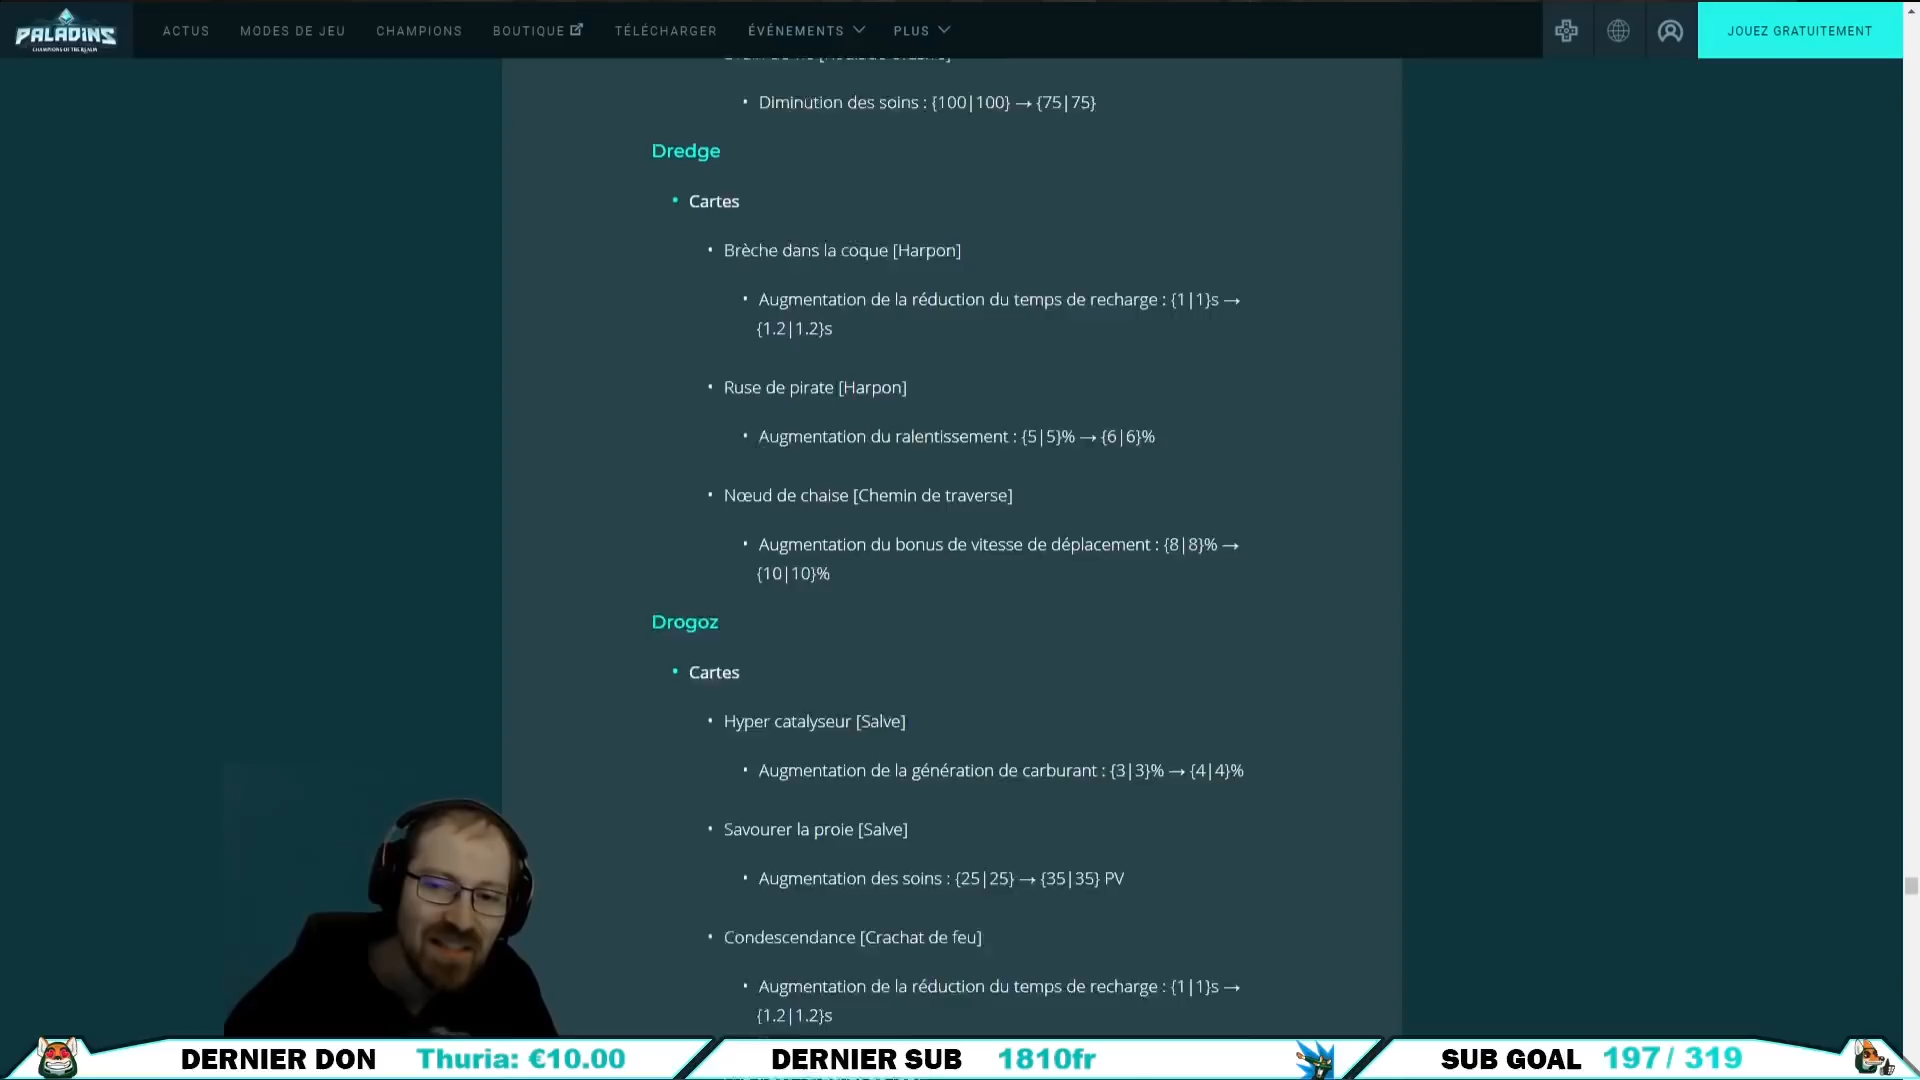 PALADINS
CHAMPIONS OF THE REALM
ACTUS
MODES DE JEU
CHAMPIONS
BOUTIQUE
TÉLÉCHARGER
ÉVÉNEMENTS
PLUS
JOUEZ GRATUITEMENT
• Diminution des soins : {100|100} → {75|75}
Dredge
• Cartes
• Brèche dans la coque [Harpon]
• Augmentation de la réduction du temps de recharge : {1|1}s →
{1.2|1.2}s
• Ruse de pirate [Harpon]
• Augmentation du ralentissement : {5|5}% → {6|6}%
• Nœud de chaise [Chemin de traverse]
• Augmentation du bonus de vitesse de déplacement : {8|8}% →
{10|10}%
Drogoz
• Cartes
• Hyper catalyseur [Salve]
• Augmentation de la génération de carburant : {3|3}% → {4|4}%
• Savourer la proie [Salve]
• Augmentation des soins : {25|25} → {35|35} PV
• Condescendance [Crachat de feu]
• Augmentation de la réduction du temps de recharge : {1|1}s →
{1.2|1.2}s
DERNIER DON Thuria: €10.00
DERNIER SUB 1810fr
SUB GOAL 197 / 319